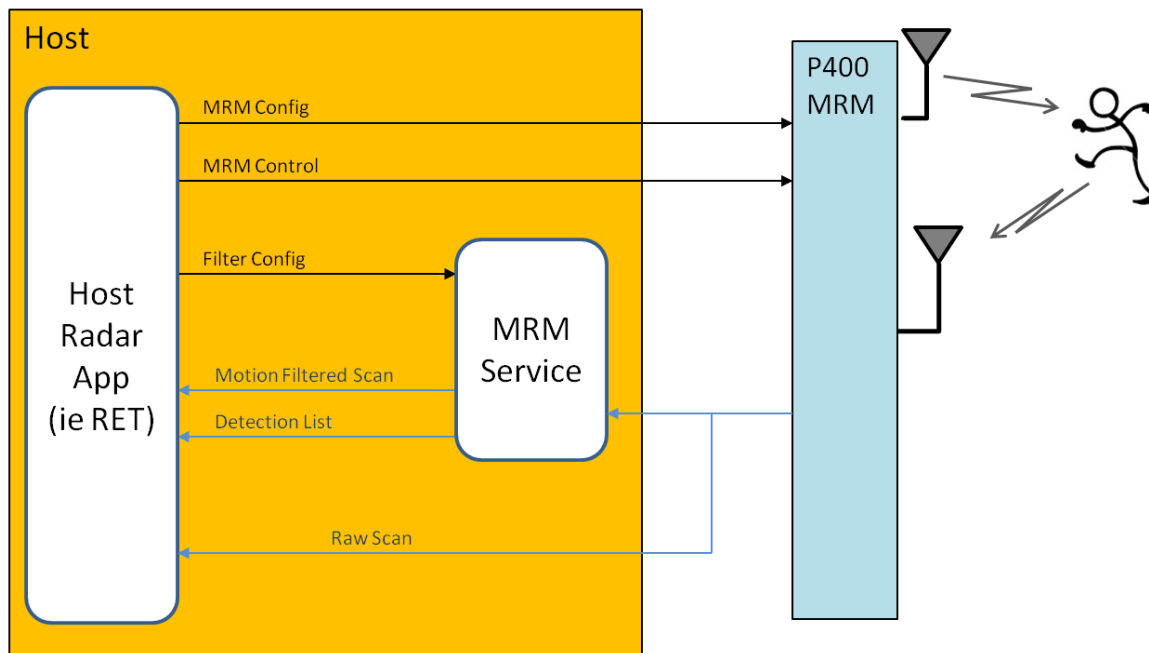 Host
P400
MRM
MRM Config
MRM Control
Filter Config
Host
Radar
App
(ie RET)
MRM
Service
Motion Filtered Scan
Detection List
Raw Scan